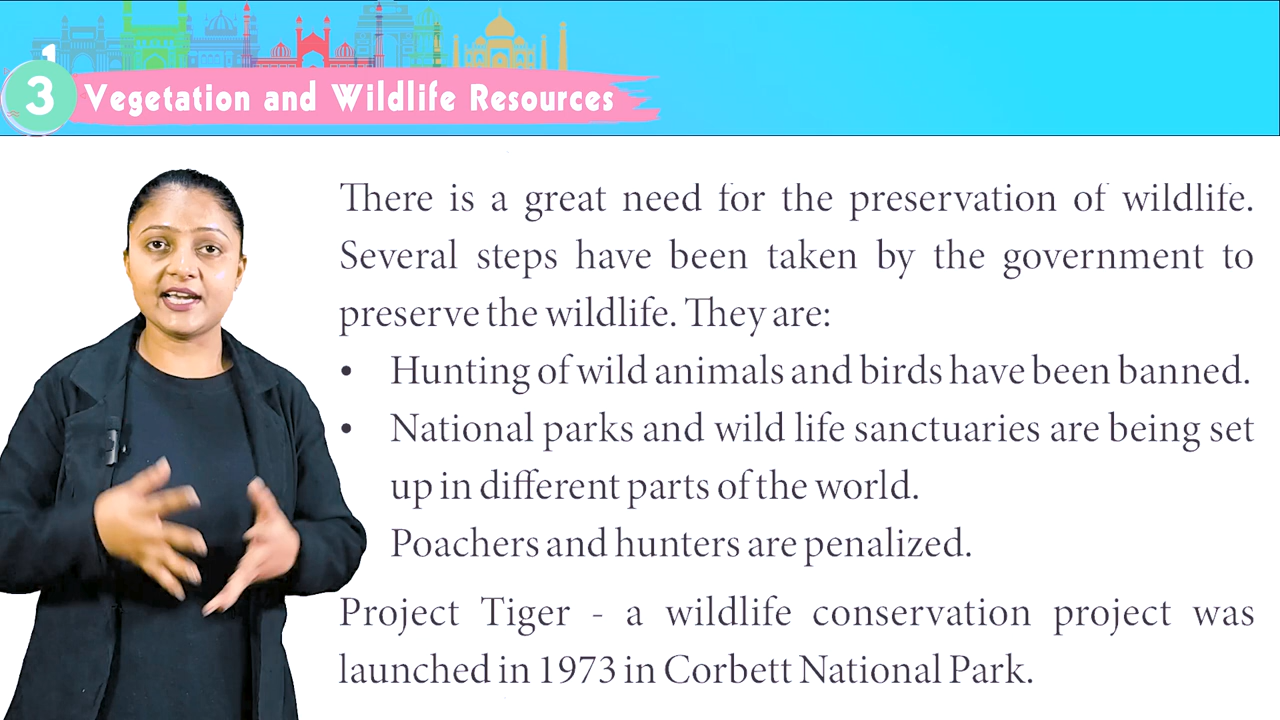 1
3 Vegetation and Wildlife Resources
There is a great need for the preservation of wildlife.
Several steps have been taken by the government to
preserve the wildlife. They are:
• Hunting of wild animals and birds have been banned.
• National parks and wild life sanctuaries are being set
up in different parts of the world.
Poachers and hunters are penalized.
Project Tiger - a wildlife conservation project was
launched in 1973 in Corbett National Park.